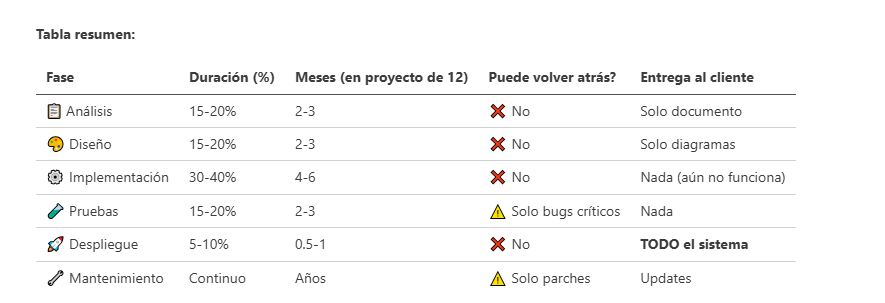 Tabla resumen:
Fase Duración (%) Meses (en proyecto de 12) Puede volver atrás? Entrega al cliente
📋 Análisis 15-20% 2-3 ❌ No Solo documento
🎨 Diseño 15-20% 2-3 ❌ No Solo diagramas
⚙️ Implementación 30-40% 4-6 ❌ No Nada (aún no funciona)
🧪 Pruebas 15-20% 2-3 ⚠️ Solo bugs críticos Nada
🚀 Despliegue 5-10% 0.5-1 ❌ No TODO el sistema
🔧 Mantenimiento Continuo Años ⚠️ Solo parches Updates